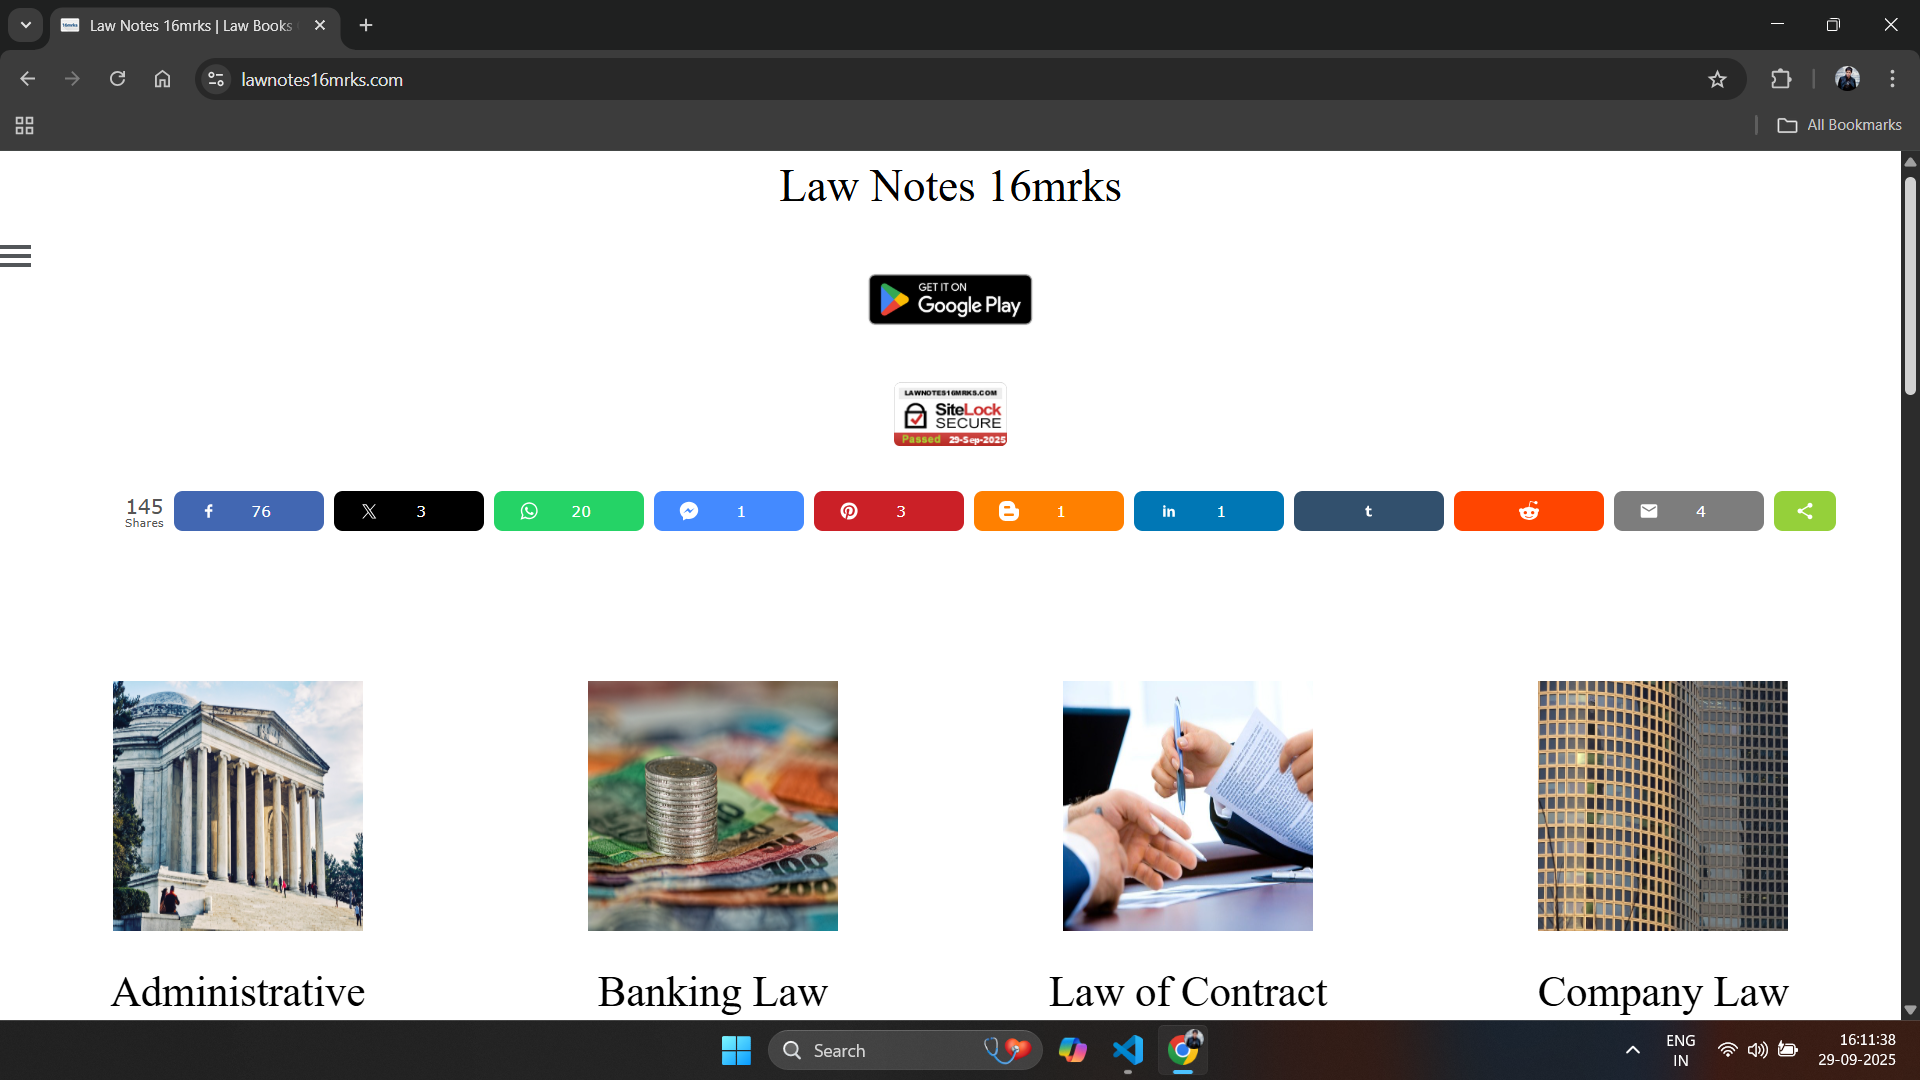 Law Notes 16mrks | Law Books
lawnotes16mrks.com
All Bookmarks
Law Notes 16mrks
GET IT ON
Google Play
LAWNOTES16MRKS.COM
SiteLock
SECURE
Passed 29-Sep-2025
145
Shares
76
3
20
1
3
1
1
4
Administrative
Banking Law
Law of Contract
Company Law
Search
ENG
IN
16:11:38
29-09-2025